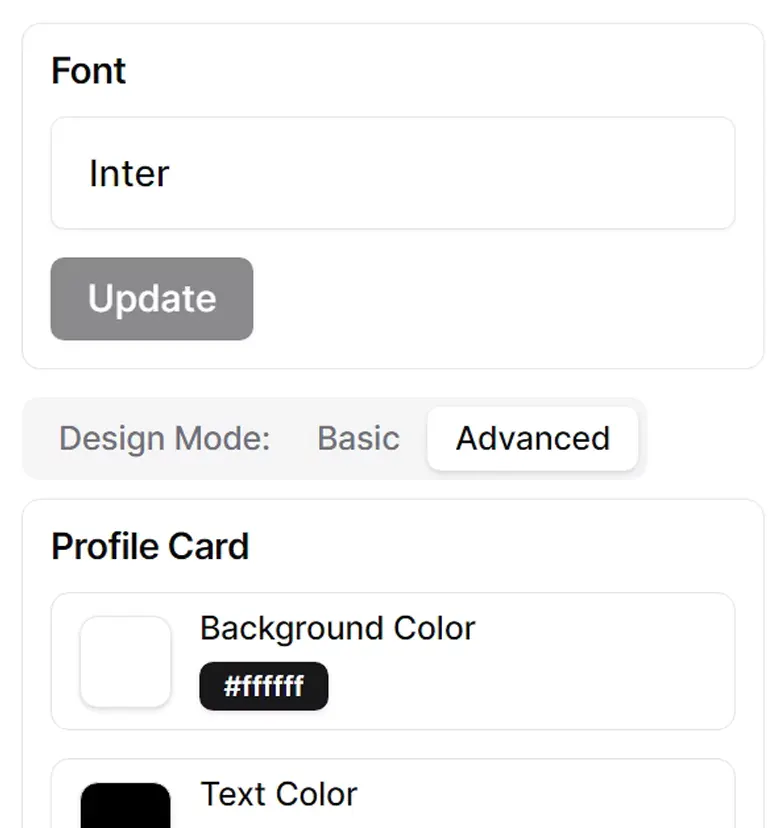 Font
Inter
Update
Design Mode: Basic Advanced
Profile Card
Background Color
#ffffff
Text Color